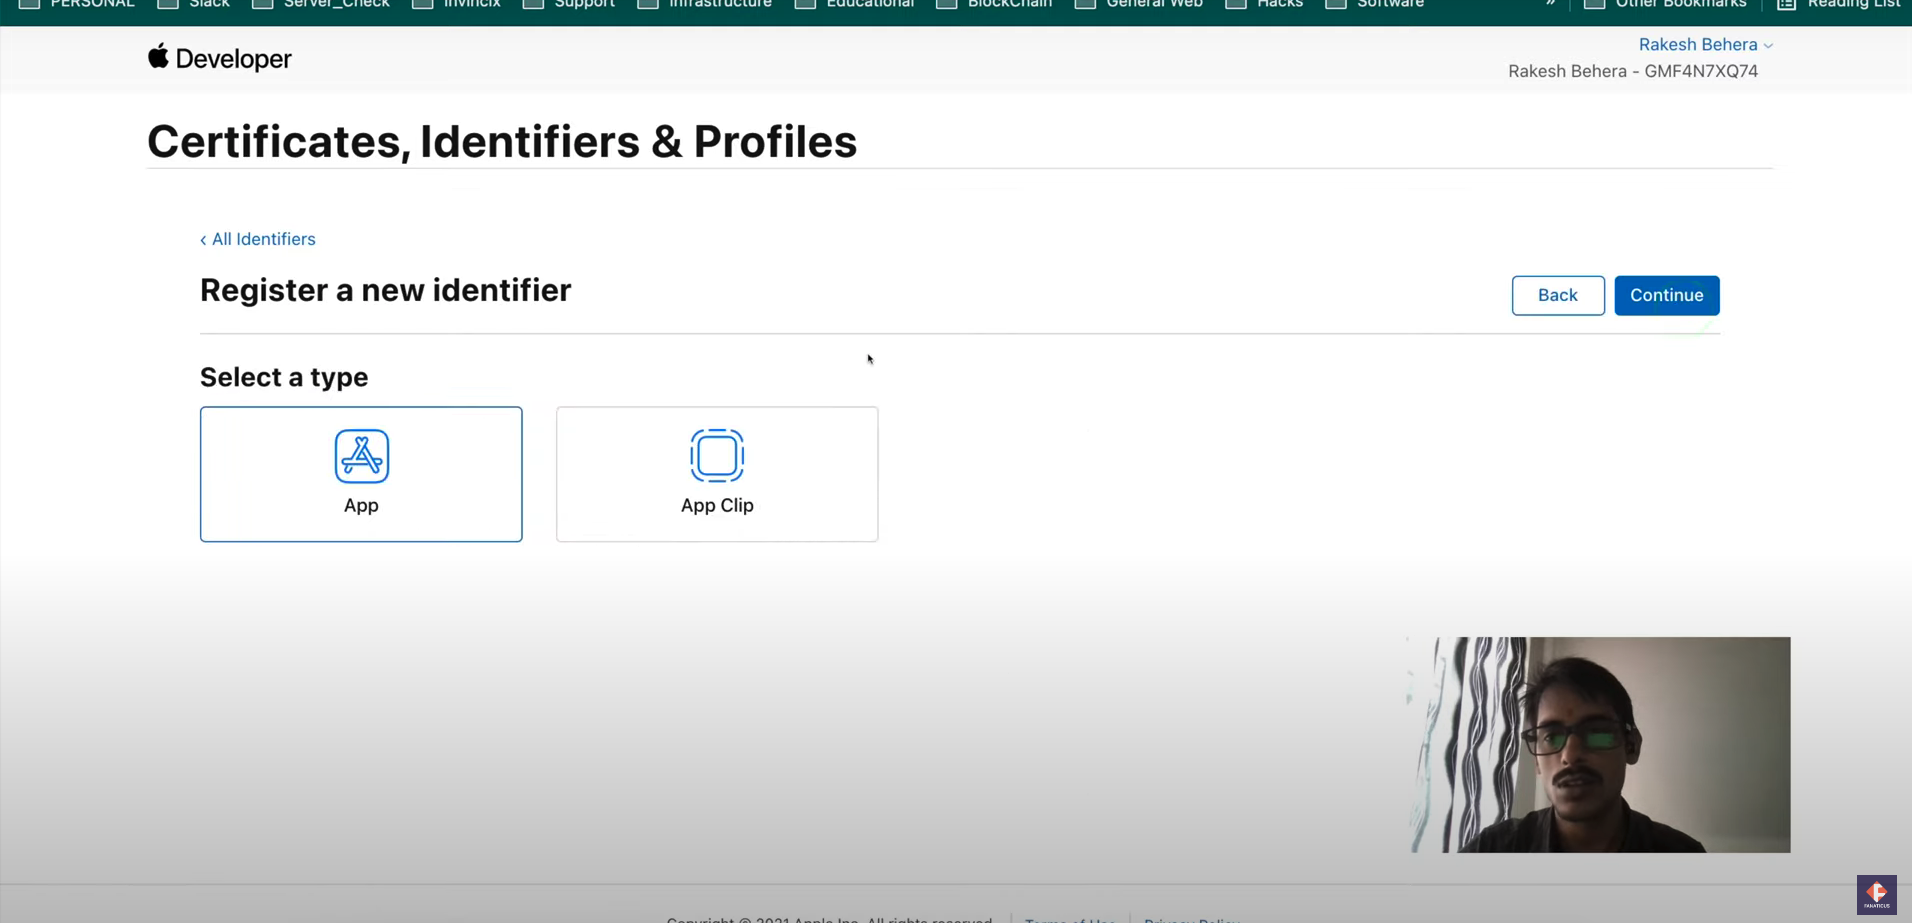 PERSONAL Slack Server_Check Invincix Support Infrastructure Educational BlockChain General Web Hacks Software » Other Bookmarks Reading List
Developer
Rakesh Behera
Rakesh Behera - GMF4N7XQ74
Certificates, Identifiers & Profiles
‹ All Identifiers
Register a new identifier
Back
Continue
Select a type
App
App Clip
Copyright © 2021 Apple Inc. All rights reserved.
Terms of Use
Privacy Policy
FANATICUS